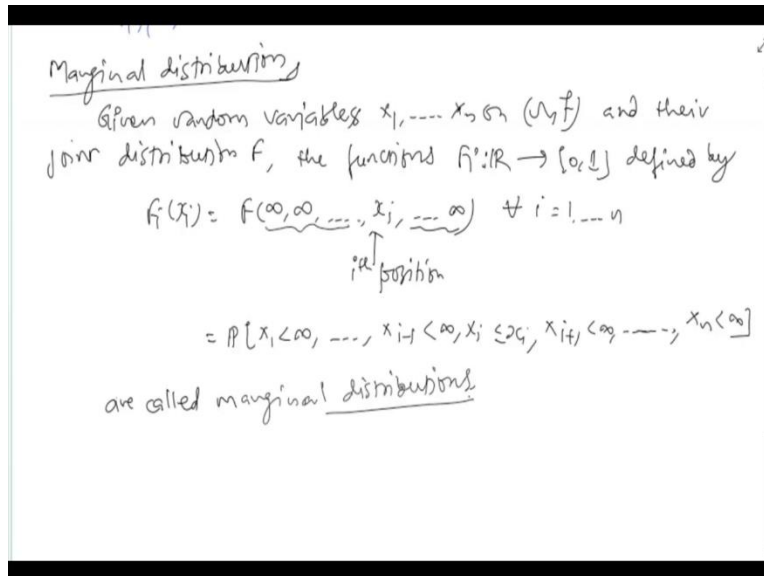 Marginal distributions
Given random variables X₁, ---- Xₙ on (Ω, F) and their
joint distribution F, the functions Fᵢ: ℝ → [0,1] defined by
Fᵢ(xᵢ) = F(∞,∞, ...., xᵢ, ... ∞) ∀ i = 1, ... n
iᵗʰ position
= ℙ[X₁<∞, ---, Xᵢ₋₁<∞, Xᵢ ≤ xᵢ, Xᵢ₊₁<∞, -----, Xₙ<∞]
are called marginal distributions.